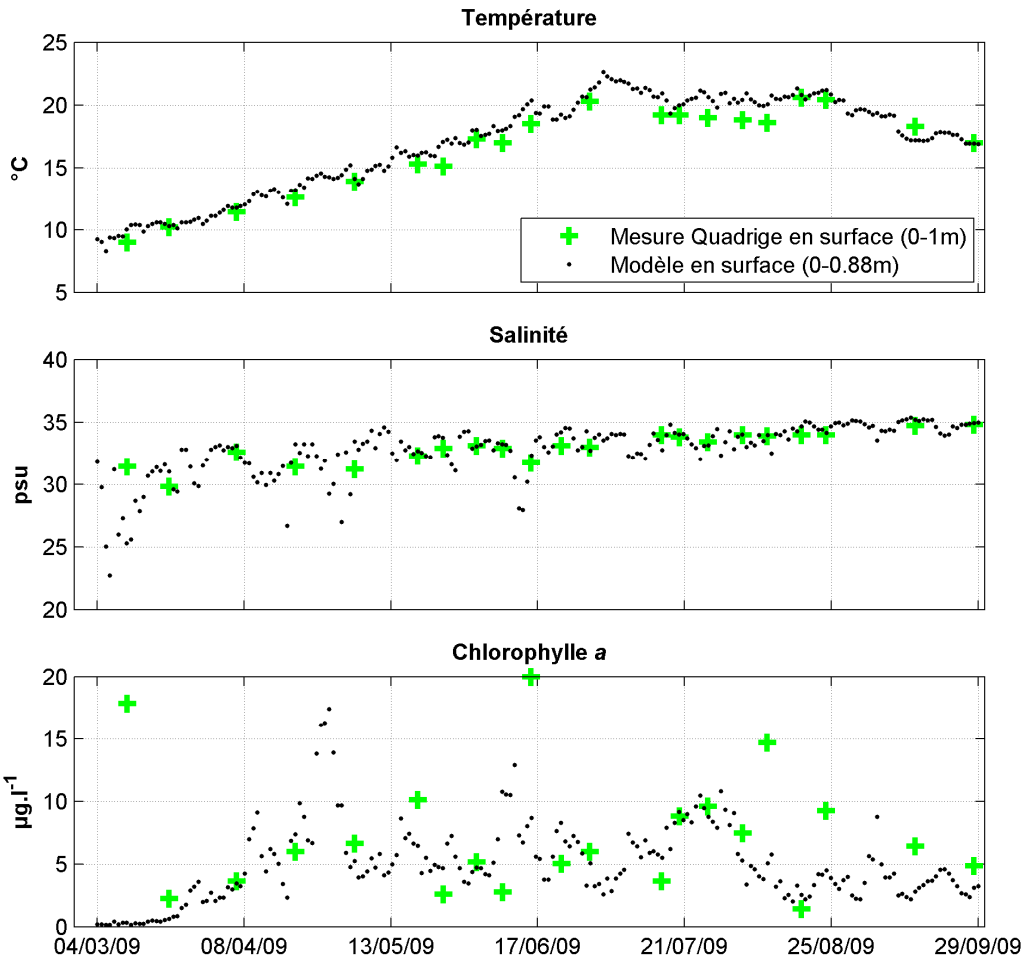 Température
25
20
15
10
5
°C
Mesure Quadrige en surface (0-1m)
Modèle en surface (0-0.88m)
Salinité
40
35
30
25
20
psu
Chlorophylle a
20
15
10
5
0
µg.l-1
04/03/09 08/04/09 13/05/09 17/06/09 21/07/09 25/08/09 29/09/09